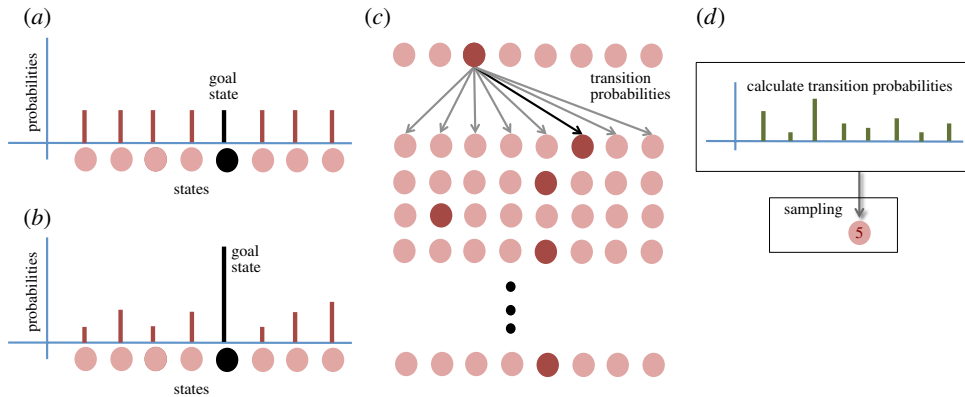 (a)
probabilities
goal
state
states
(b)
probabilities
goal
state
states
(c)
transition
probabilities
(d)
calculate transition probabilities
sampling
5